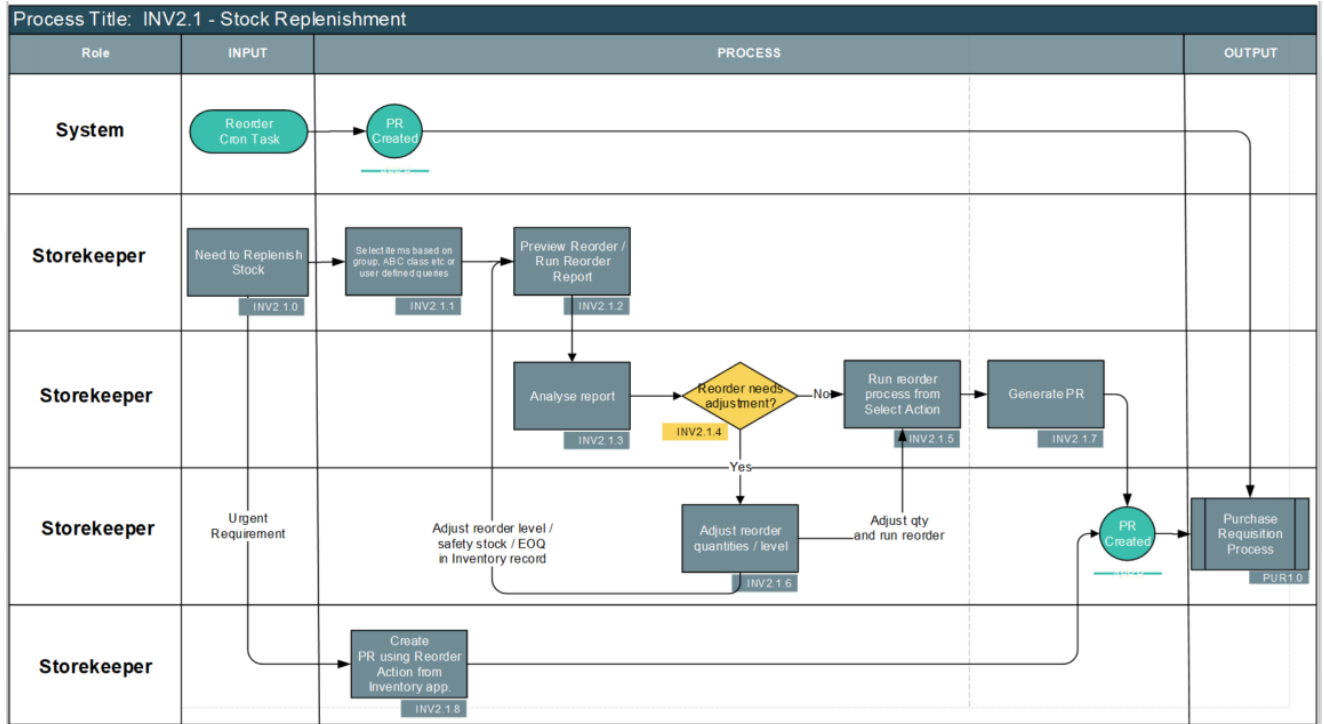 Process Title:  INV2.1 - Stock Replenishment
Role
INPUT
PROCESS
OUTPUT
System
Reorder
Cron Task
PR
Created
Storekeeper
Need to Replenish
Stock
INV2.1.0
Select items based on
group, ABC class etc or
user defined queries
INV2.1.1
Preview Reorder /
Run Reorder
Report
INV2.1.2
Storekeeper
Analyse report
INV2.1.3
Reorder needs
adjustment?
INV2.1.4
No
Run reorder
process from
Select Action
INV2.1.5
Generate PR
INV2.1.7
Yes
Storekeeper
Urgent
Requirement
Adjust reorder level /
safety stock / EOQ
in Inventory record
Adjust reorder
quantities / level
INV2.1.6
Adjust qty
and run reorder
PR
Created
Purchase
Requisition
Process
PUR1.0
Storekeeper
Create
PR using Reorder
Action from
Inventory app.
INV2.1.8